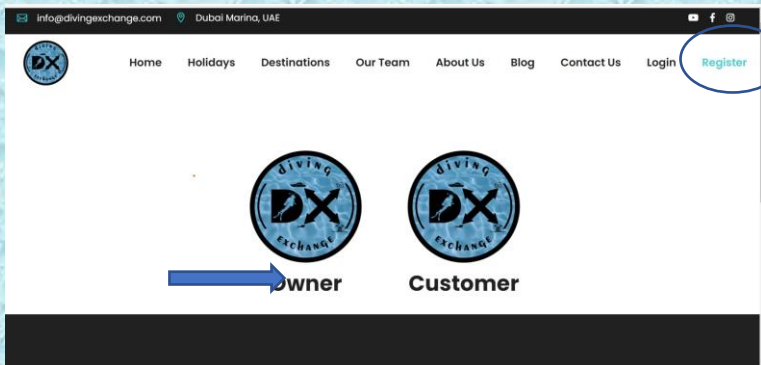 info@divingexchange.com Dubai Marina, UAE
DX Home Holidays Destinations Our Team About Us Blog Contact Us Login Register
diving diving
DX DX
EXCHANGE EXCHANGE
Owner Customer